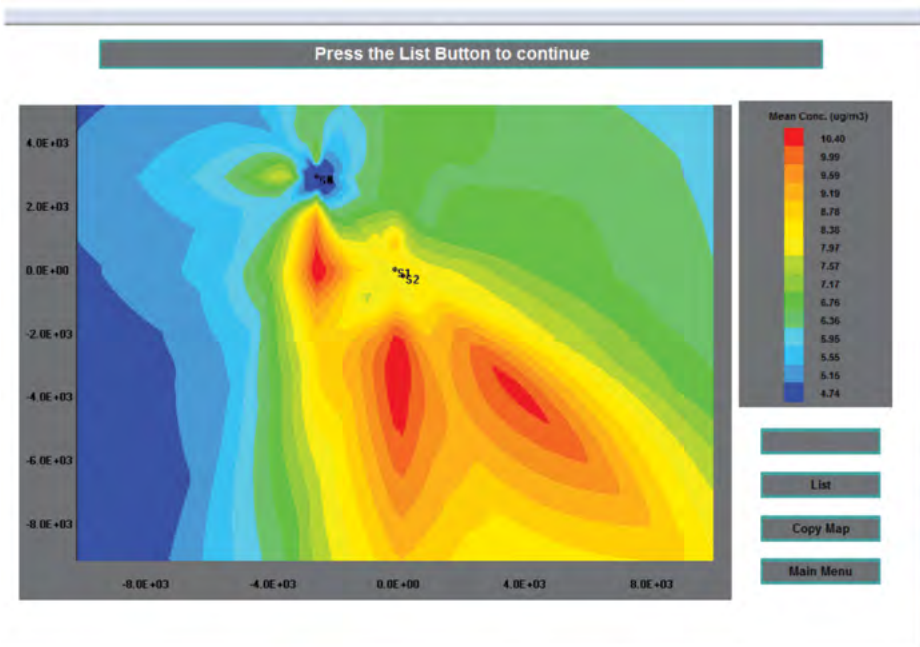 Press the List Button to continue
Mean Conc. (ug/m3)
10.40
9.99
9.59
9.19
8.78
8.38
7.97
7.57
7.17
6.76
6.36
5.95
5.55
5.15
4.74
4.0E+03
2.0E+03
0.0E+00
-2.0E+03
-4.0E+03
-6.0E+03
-8.0E+03
S1
S2
-8.0E+03
-4.0E+03
0.0E+00
4.0E+03
8.0E+03
List
Copy Map
Main Menu